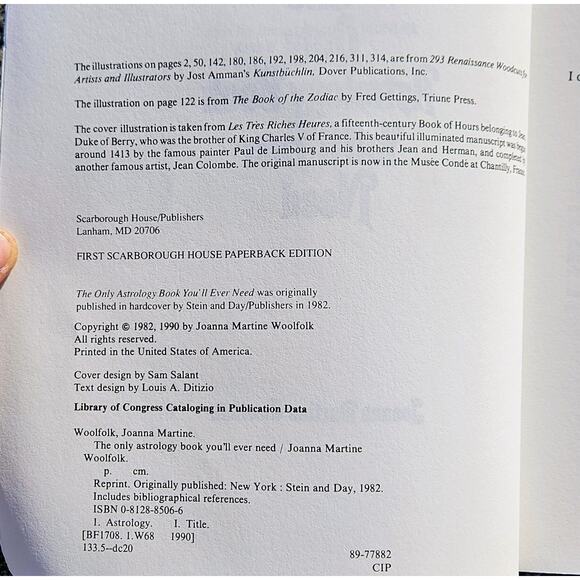 The illustrations on pages 2, 50, 142, 180, 186, 192, 198, 204, 216, 311, 314, are from 293 Renaissance Woodcuts for
Artists and Illustrators by Jost Amman's Kunstbüchlin, Dover Publications, Inc.
The illustration on page 122 is from The Book of the Zodiac by Fred Gettings, Triune Press.
The cover illustration is taken from Les Tres Riches Heures, a fifteenth-century Book of Hours belonging to
Duke of Berry, who was the brother of King Charles V of France. This beautiful illuminated manuscript was begun
around 1413 by the famous painter Paul de Limbourg and his brothers Jean and Herman, and completed by
another famous artist, Jean Colombe. The original manuscript is now in the Musée Condé at Chantilly, France
Scarborough House/Publishers
Lanham, MD 20706
FIRST SCARBOROUGH HOUSE PAPERBACK EDITION
The Only Astrology Book You'll Ever Need was originally
published in hardcover by Stein and Day/Publishers in 1982.
Copyright © 1982, 1990 by Joanna Martine Woolfolk
All rights reserved.
Printed in the United States of America.
Cover design by Sam Salant
Text design by Louis A. Ditizio
Library of Congress Cataloging in Publication Data
Woolfolk, Joanna Martine.
The only astrology book you'll ever need / Joanna Martine
Woolfolk.
p. cm.
Reprint. Originally published: New York : Stein and Day, 1982.
Includes bibliographical references.
ISBN 0-8128-8506-6
1. Astrology. I. Title.
[BF1708. 1.W68 1990]
133.5--dc20
89-77882
CIP
I